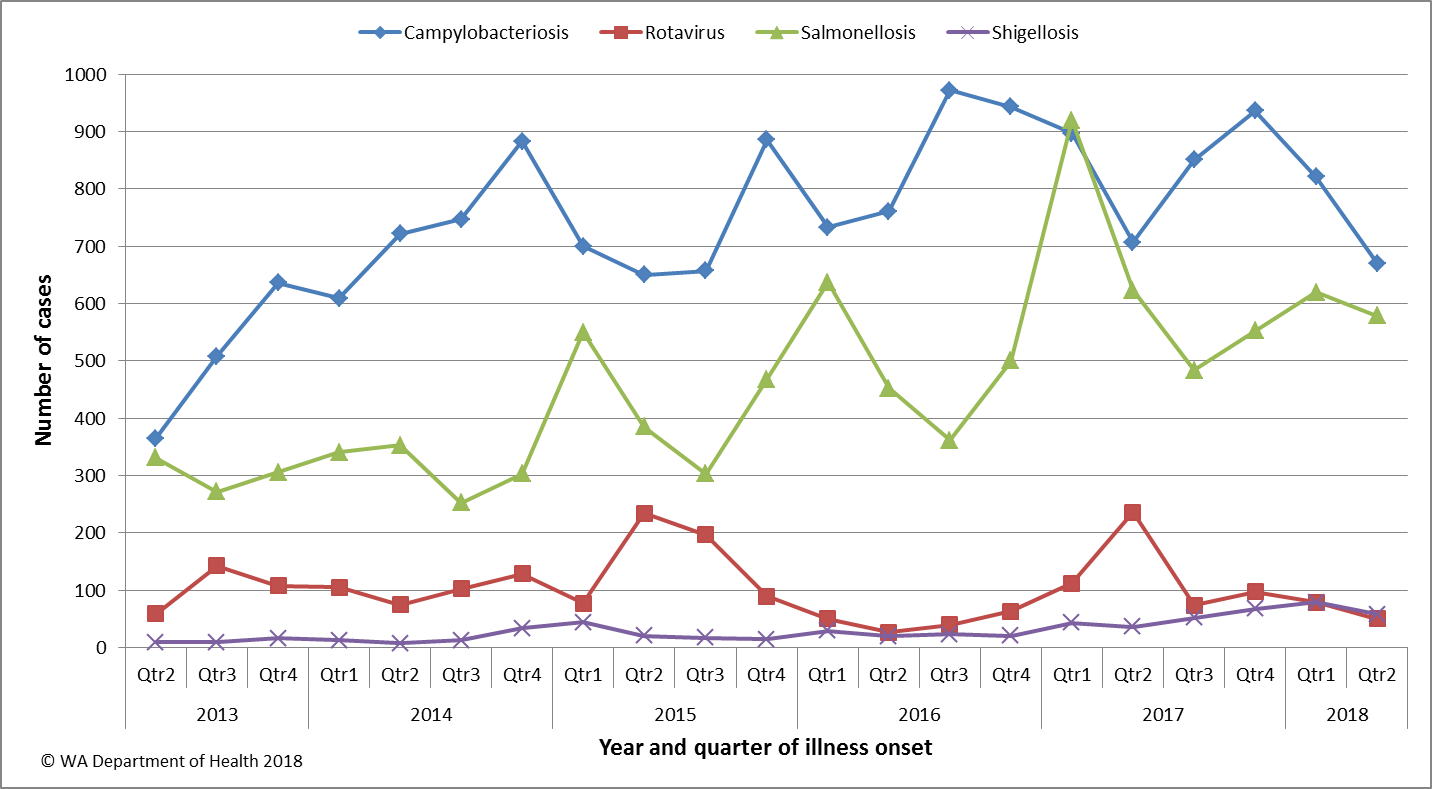 Campylobacteriosis Rotavirus Salmonellosis Shigellosis
1000
900
800
700
600
500
400
300
200
100
0
Number of cases
Qtr2 Qtr3 Qtr4 Qtr1 Qtr2 Qtr3 Qtr4 Qtr1 Qtr2 Qtr3 Qtr4 Qtr1 Qtr2 Qtr3 Qtr4 Qtr1 Qtr2 Qtr3 Qtr4 Qtr1 Qtr2
2013 2014 2015 2016 2017 2018
Year and quarter of illness onset
© WA Department of Health 2018